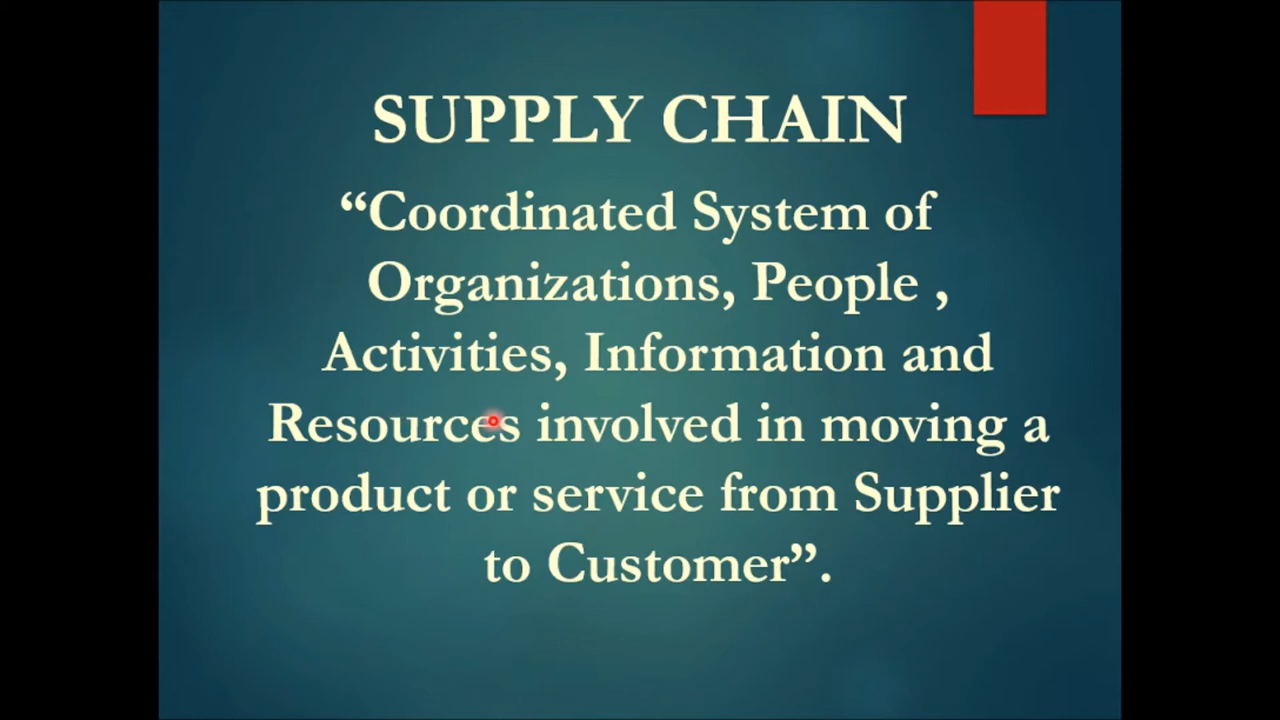 SUPPLY CHAIN
“Coordinated System of
Organizations, People ,
Activities, Information and
Resources involved in moving a
product or service from Supplier
to Customer”.